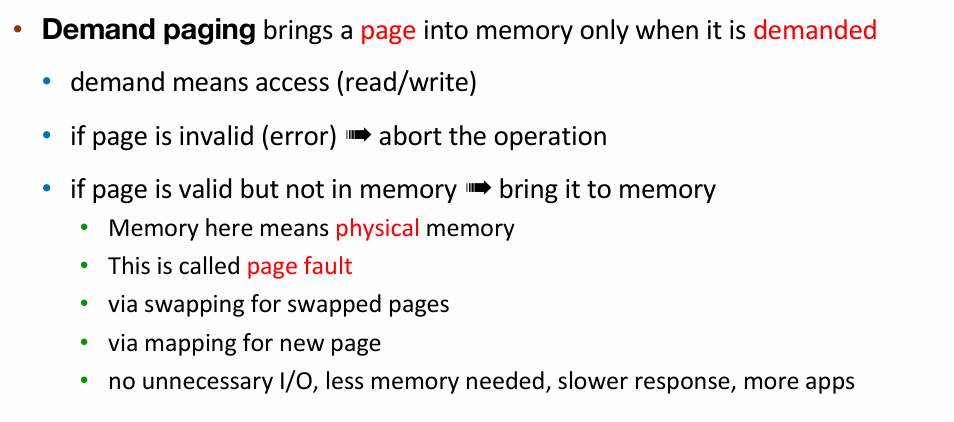 • Demand paging brings a page into memory only when it is demanded
• demand means access (read/write)
• if page is invalid (error) ➠ abort the operation
• if page is valid but not in memory ➠ bring it to memory
• Memory here means physical memory
• This is called page fault
• via swapping for swapped pages
• via mapping for new page
• no unnecessary I/O, less memory needed, slower response, more apps